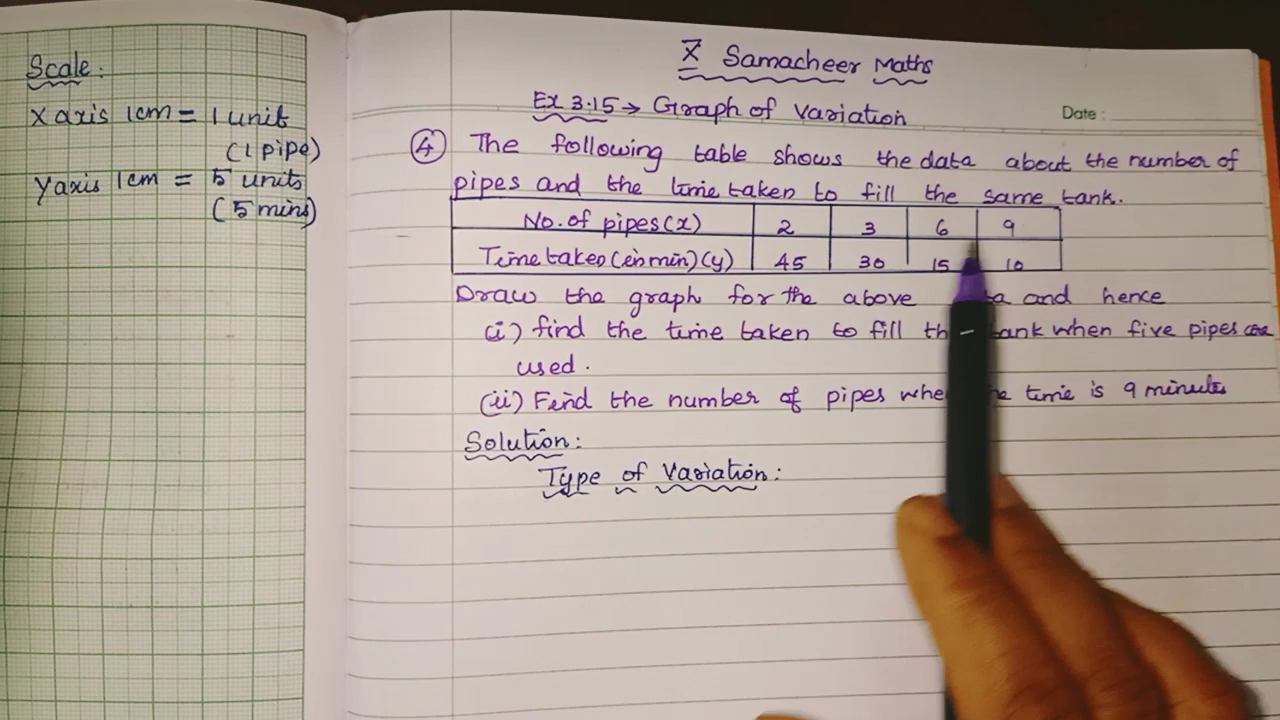 Scale:
X axis 1cm = 1 unit
(1 pipe)
Y axis 1cm = 5 units
(5 mins)
X Samacheer Maths
Ex 3.15 → Graph of Variation
Date :
4 The following table shows the data about the number of
pipes and the time taken to fill the same tank.
No. of pipes (x) 2 3 6 9
Time taken (in min) (y) 45 30 15 10
Draw the graph for the above and hence
(i) find the time taken to fill tank when five pipes are
used.
(ii) Find the number of pipes time is 9 minutes
Solution:
Type of Variation: